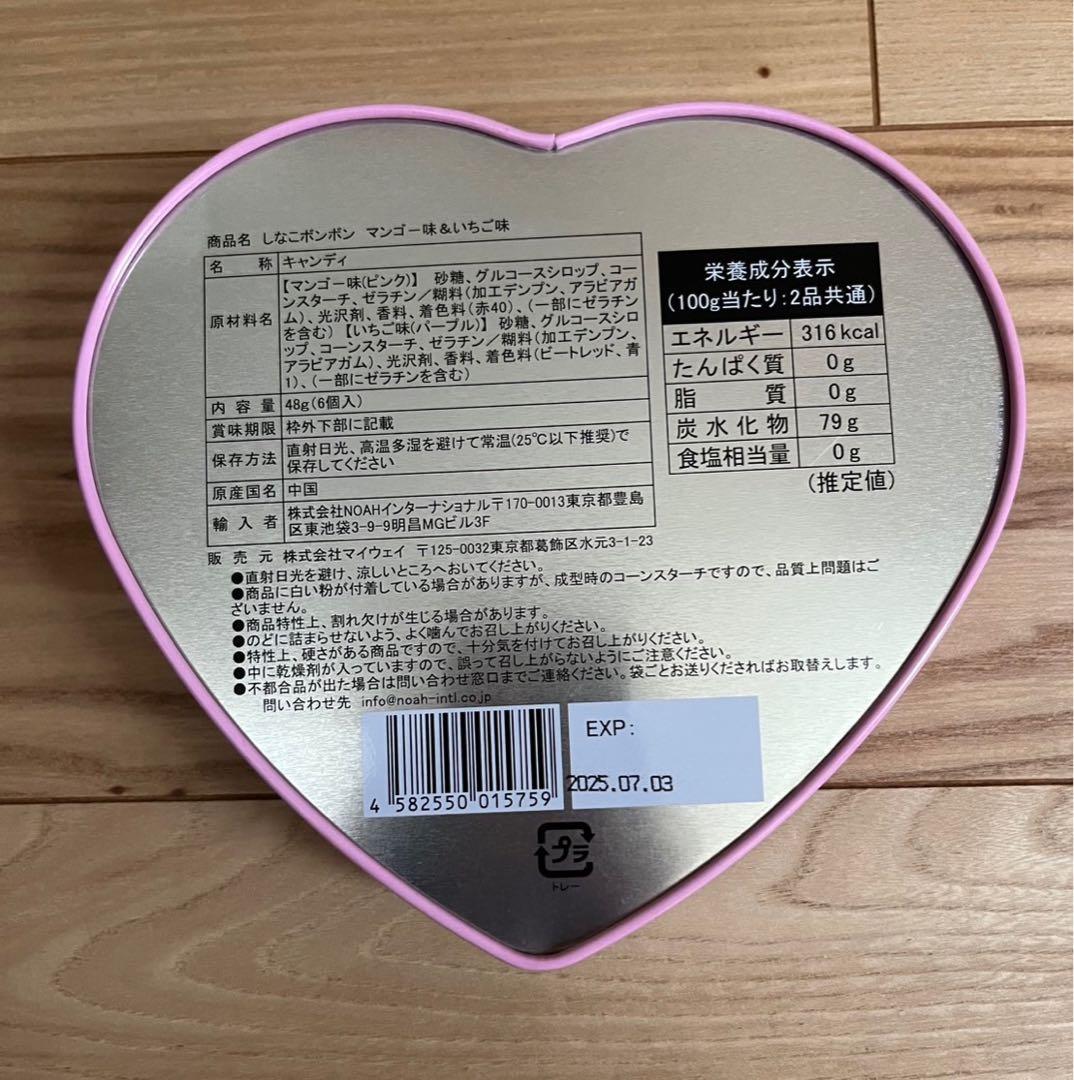 商品名 しなこボンボン マンゴー味＆いちご味
名 称 キャンディ
原材料名 【マンゴー味(ピンク)】 砂糖、グルコースシロップ、コー
ンスターチ、ゼラチン／糊料(加工デンプン、アラビアガ
ム)、光沢剤、香料、着色料(赤40)、(一部にゼラチン
を含む) 【いちご味(パープル)】 砂糖、グルコースシロ
ップ、コーンスターチ、ゼラチン／糊料(加工デンプン、
アラビアガム)、光沢剤、香料、着色料(ビートレッド、青
1)、(一部にゼラチンを含む)
内 容 量 48g(6個入)
賞味期限 枠外下部に記載
保存方法 直射日光、高温多湿を避けて常温(25℃以下推奨)で
保存してください
原産国名 中国
輸 入 者 株式会社NOAHインターナショナル〒170-0013東京都豊島
区東池袋3-9-9明昌MGビル3F
販 売 元 株式会社マイウェイ 〒125-0032東京都葛飾区水元3-1-23
●直射日光を避け、涼しいところへおいてください。
●商品に白い粉が付着している場合がありますが、成型時のコーンスターチですので、品質上問題はご
ざいません。
●商品特性上、割れ欠けが生じる場合があります。
●のどに詰まらせないよう、よく噛んでお召し上がりください。
●特性上、硬さがある商品ですので、十分気を付けてお召し上がりください。
●中に乾燥剤が入っていますので、誤って召し上がらないようにご注意ください。
●不都合品が出た場合は問い合わせ窓口までご連絡ください。袋ごとお送りくださればお取替えします。
問い合わせ先 info@noah-intl.co.jp
栄養成分表示
(100g当たり:2品共通)
エネルギー 316kcal
たんぱく質 0g
脂 質 0g
炭水化物 79g
食塩相当量 0g
(推定値)
4 582550 015759
EXP:
2025.07.03
プラ
トレー